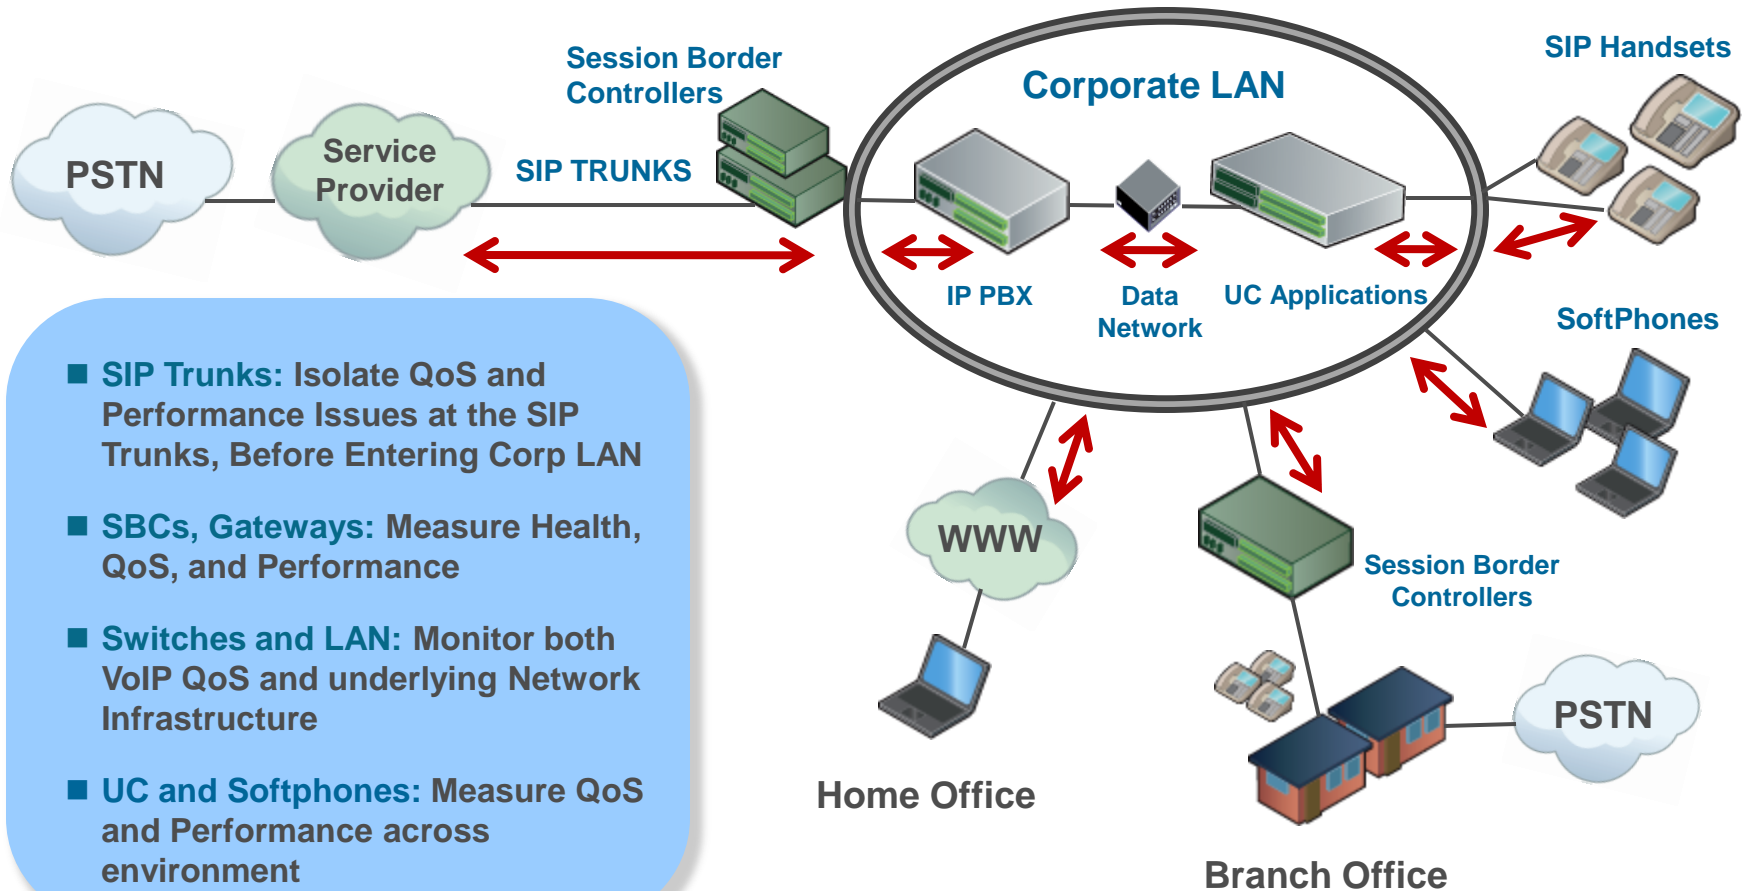 Session Border
Controllers
Corporate LAN
SIP Handsets
PSTN
Service
Provider
SIP TRUNKS
IP PBX
Data
Network
UC Applications
SoftPhones
■ SIP Trunks: Isolate QoS and
Performance Issues at the SIP
Trunks, Before Entering Corp LAN
■ SBCs, Gateways: Measure Health,
QoS, and Performance
■ Switches and LAN: Monitor both
VoIP QoS and underlying Network
Infrastructure
■ UC and Softphones: Measure QoS
and Performance across
environment
WWW
Session Border
Controllers
PSTN
Home Office
Branch Office